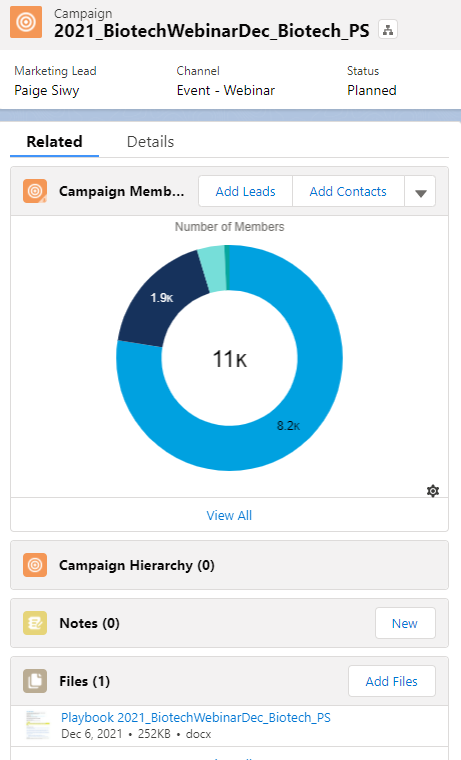 Campaign
2021_BiotechWebinarDec_Biotech_PS
Marketing Lead Channel Status
Paige Siwy Event - Webinar Planned
Related Details
Campaign Memb... Add Leads Add Contacts
Number of Members
1.9K
11K
8.2K
View All
Campaign Hierarchy (0)
Notes (0) New
Files (1) Add Files
Playbook 2021_BiotechWebinarDec_Biotech_PS
Dec 6, 2021 • 252KB • docx